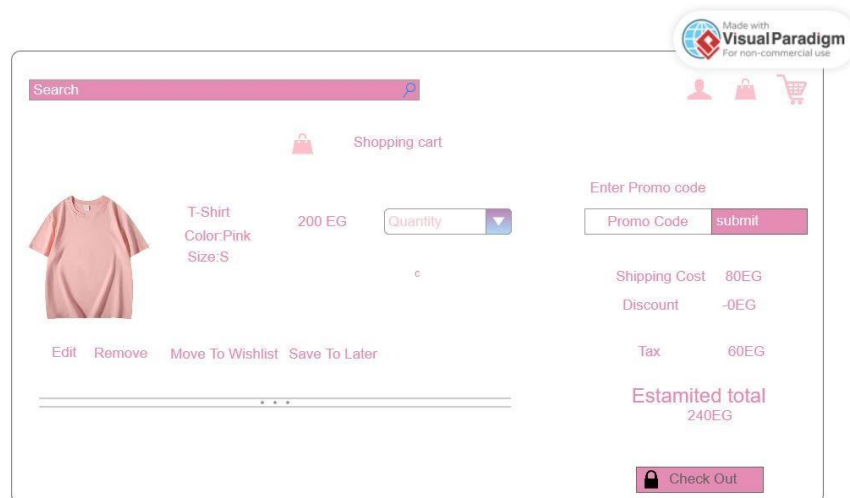 Made with
Visual Paradigm
For non-commercial use
Search
Shopping cart
Enter Promo code
Promo Code submit
T-Shirt
Color:Pink
Size:S
200 EG
Quantity
c
Shipping Cost 80EG
Discount -0EG
Tax 60EG
Edit Remove Move To Wishlist Save To Later
Estamited total
240EG
Check Out